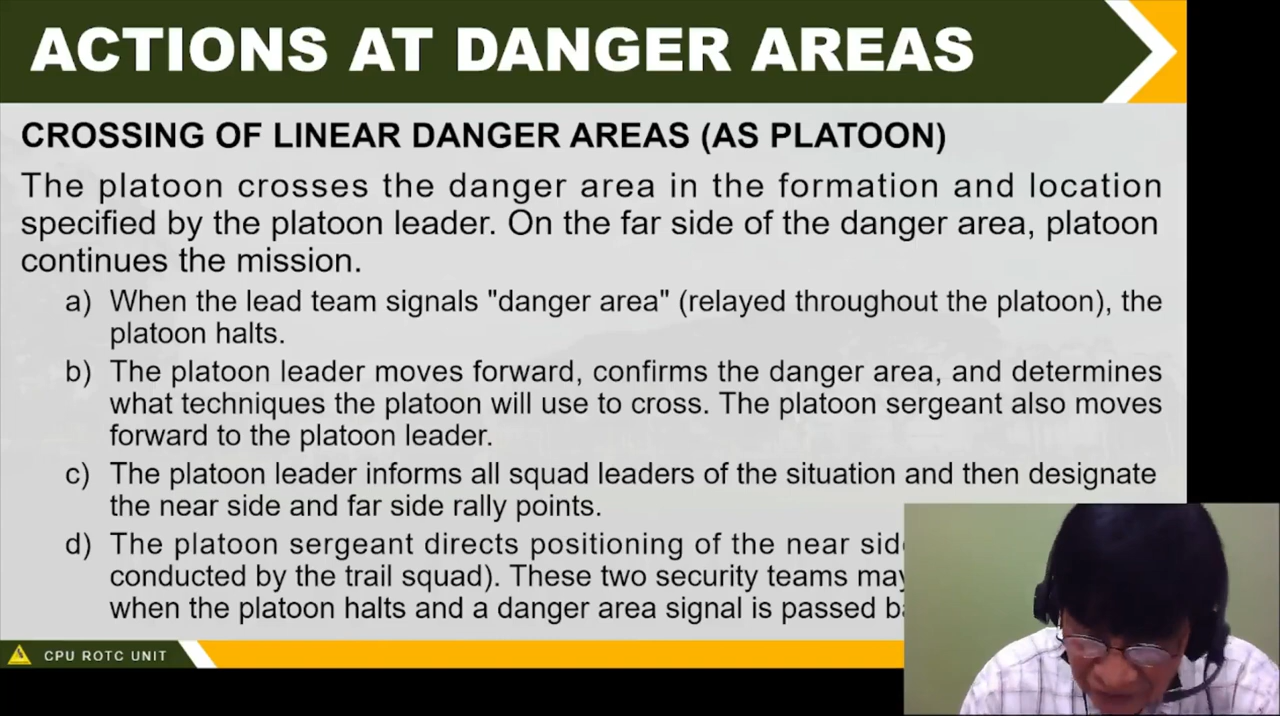 ACTIONS AT DANGER AREAS
CROSSING OF LINEAR DANGER AREAS (AS PLATOON)
The platoon crosses the danger area in the formation and location
specified by the platoon leader. On the far side of the danger area, platoon
continues the mission.
a) When the lead team signals "danger area" (relayed throughout the platoon), the
platoon halts.
b) The platoon leader moves forward, confirms the danger area, and determines
what techniques the platoon will use to cross. The platoon sergeant also moves
forward to the platoon leader.
c) The platoon leader informs all squad leaders of the situation and then designate
the near side and far side rally points.
d) The platoon sergeant directs positioning of the near
conducted by the trail squad). These two security teams may
when the platoon halts and a danger area signal is passed
CPU ROTC UNIT